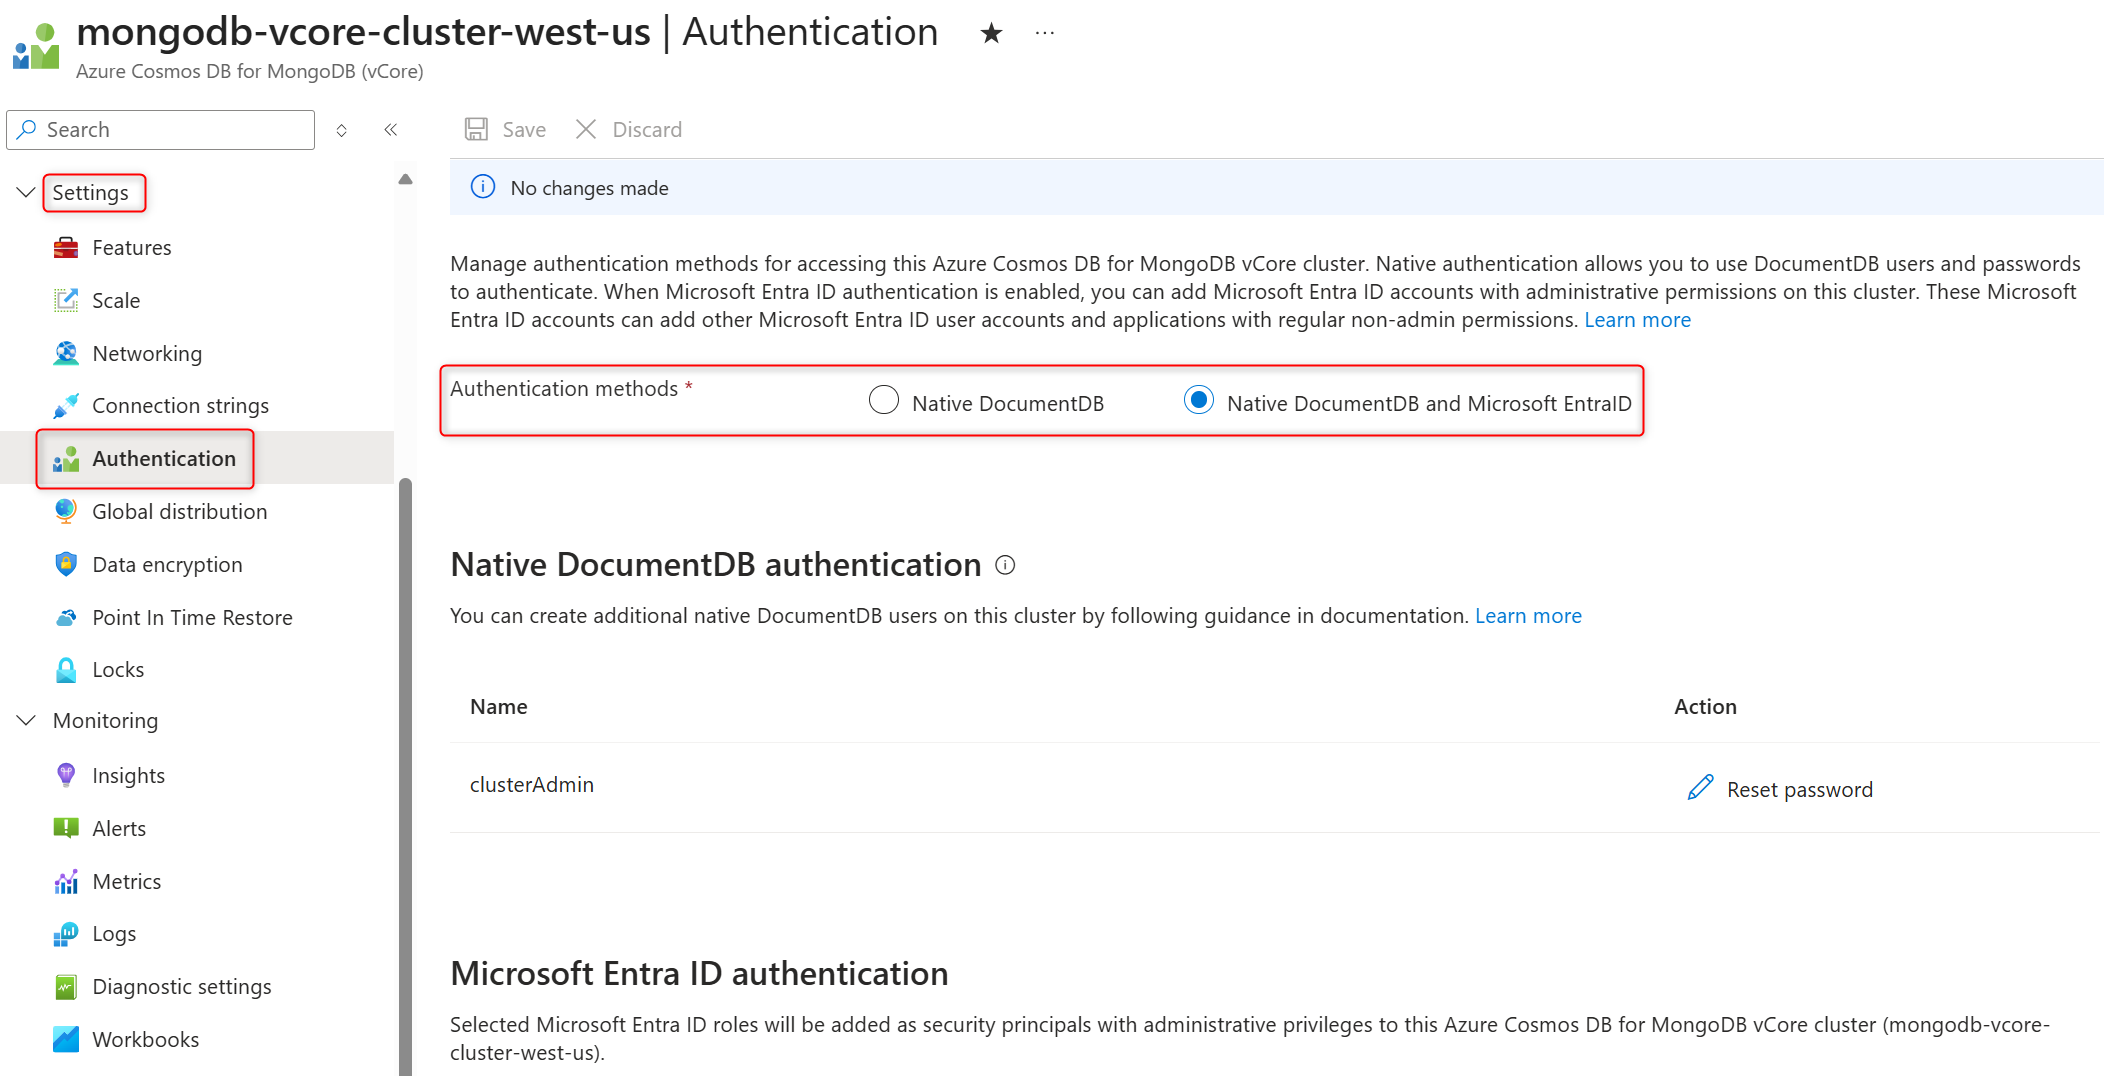 mongodb-vcore-cluster-west-us | Authentication
Azure Cosmos DB for MongoDB (vCore)
Search
Settings
Features
Scale
Networking
Connection strings
Authentication
Global distribution
Data encryption
Point In Time Restore
Locks
Monitoring
Insights
Alerts
Metrics
Logs
Diagnostic settings
Workbooks
Save Discard
No changes made
Manage authentication methods for accessing this Azure Cosmos DB for MongoDB vCore cluster. Native authentication allows you to use DocumentDB users and passwords
to authenticate. When Microsoft Entra ID authentication is enabled, you can add Microsoft Entra ID accounts with administrative permissions on this cluster. These Microsoft
Entra ID accounts can add other Microsoft Entra ID user accounts and applications with regular non-admin permissions. Learn more
Authentication methods * Native DocumentDB Native DocumentDB and Microsoft EntraID
Native DocumentDB authentication
You can create additional native DocumentDB users on this cluster by following guidance in documentation. Learn more
Name Action
clusterAdmin Reset password
Microsoft Entra ID authentication
Selected Microsoft Entra ID roles will be added as security principals with administrative privileges to this Azure Cosmos DB for MongoDB vCore cluster (mongodb-vcore-
cluster-west-us).